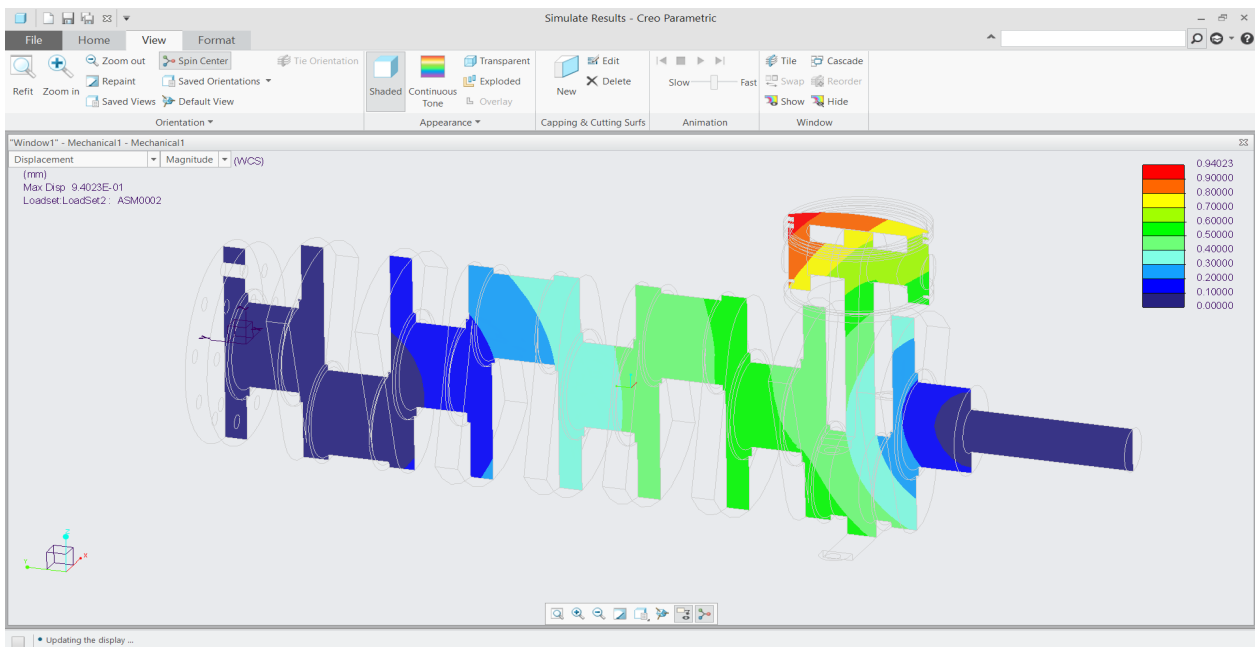 Simulate Results - Creo Parametric
File Home View Format
Refit
Zoom in
Zoom out
Repaint
Saved Views
Spin Center
Saved Orientations
Default View
Tie Orientation
Orientation
Shaded
Continuous
Tone
Transparent
Exploded
Overlay
Appearance
New
Edit
Delete
Capping & Cutting Surfs
Slow Fast
Animation
Tile Cascade
Swap Reorder
Show Hide
Window
"Window1" - Mechanical1 - Mechanical1
Displacement Magnitude (WCS)
(mm)
Max Disp 9.4023E-01
Loadset:LoadSet2 : ASM0002
0.94023
0.90000
0.80000
0.70000
0.60000
0.50000
0.40000
0.30000
0.20000
0.10000
0.00000
Z
Y
X
Updating the display ...